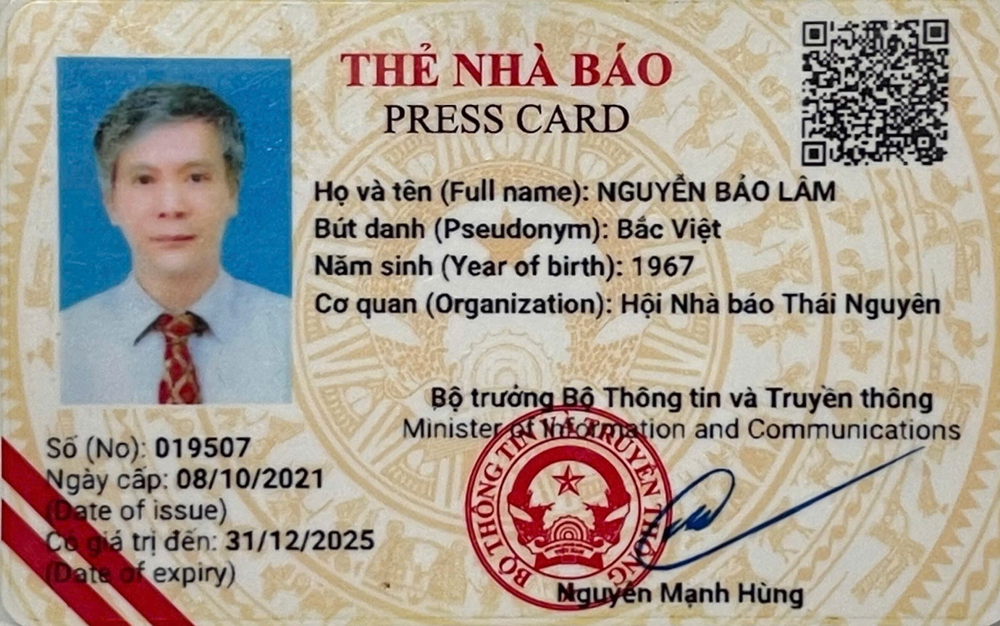 THẺ NHÀ BÁO
PRESS CARD
Họ và tên (Full name): NGUYỄN BẢO LÂM
Bút danh (Pseudonym): Bắc Việt
Năm sinh (Year of birth): 1967
Cơ quan (Organization): Hội Nhà báo Thái Nguyên
Bộ trưởng Bộ Thông tin và Truyền thông
Minister of Information and Communications
BỘ THÔNG TIN VÀ TRUYỀN THÔNG
VIỆT NAM
Nguyễn Mạnh Hùng
Số (No): 019507
Ngày cấp: 08/10/2021
(Date of issue)
Có giá trị đến: 31/12/2025
(Date of expiry)